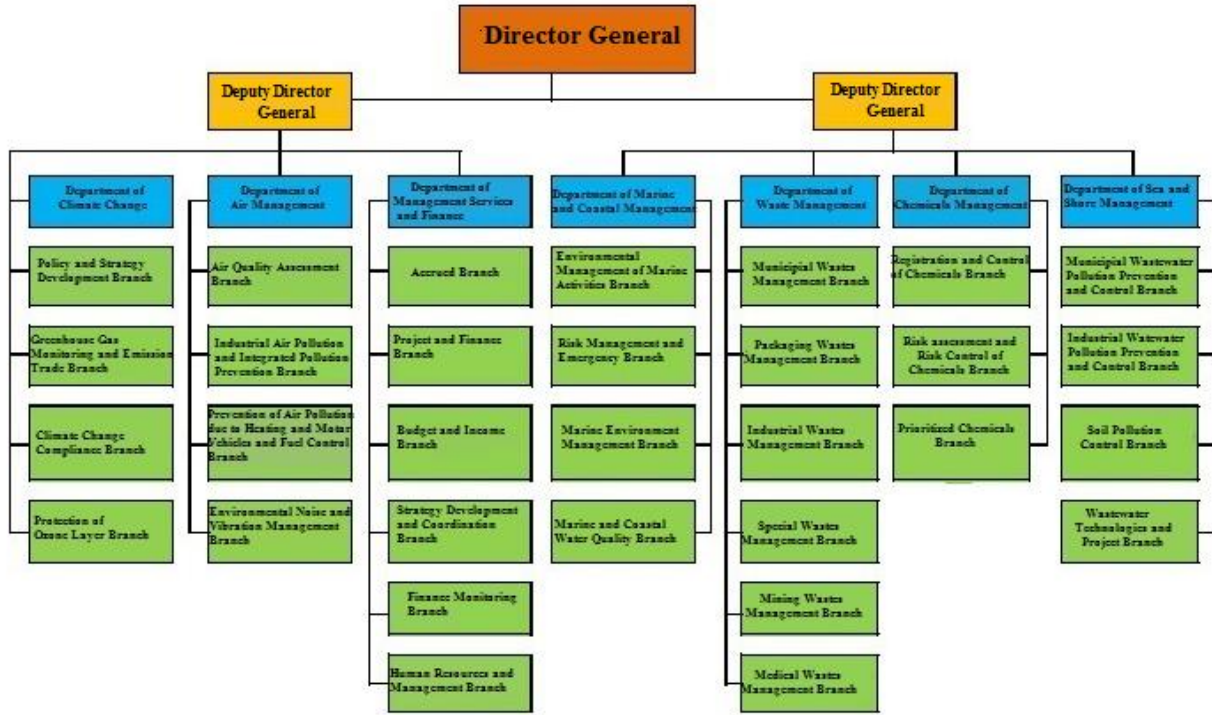 Director General
Deputy Director
General
Deputy Director
General
Department of
Climate Change
Department of
Air Management
Department of
Management Services
and Finance
Department of Marine
and Coastal Management
Department of
Waste Management
Department of
Chemicals Management
Department of Sea and
Shore Management
Policy and Strategy
Development Branch
Air Quality Assessment
Branch
Accrued Branch
Environmental
Management of Marine
Activities Branch
Municipial Wastes
Management Branch
Registration and Control
of Chemicals Branch
Municipial Wastewater
Pollution Prevention
and Control Branch
Greenhouse Gas
Monitoring and Emission
Trade Branch
Industrial Air Pollution
and Integrated Pollution
Prevention Branch
Project and Finance
Branch
Risk Management and
Emergency Branch
Packaging Wastes
Management Branch
Risk assessment and
Risk Control of
Chemicals Branch
Industrial Watewater
Pollution Prevention
and Control Branch
Climate Change
Compliance Branch
Prevention of Air Pollution
due to Heating and Motor
Vehicles and Fuel Control
Branch
Budget and Income
Branch
Marine Environment
Management Branch
Industrial Wastes
Management Branch
Prioritized Chemicals
Branch
Soil Pollution
Control Branch
Protection of
Ozone Layer Branch
Environmental Noise and
Vibration Management
Branch
Strategy Development
and Coordination
Branch
Marine and Coastal
Water Quality Branch
Special Wastes
Management Branch
Wastewater
Technologies and
Project Branch
Finance Monitoring
Branch
Mining Wastes
Management Branch
Human Resources and
Management Branch
Medical Wastes
Management Branch